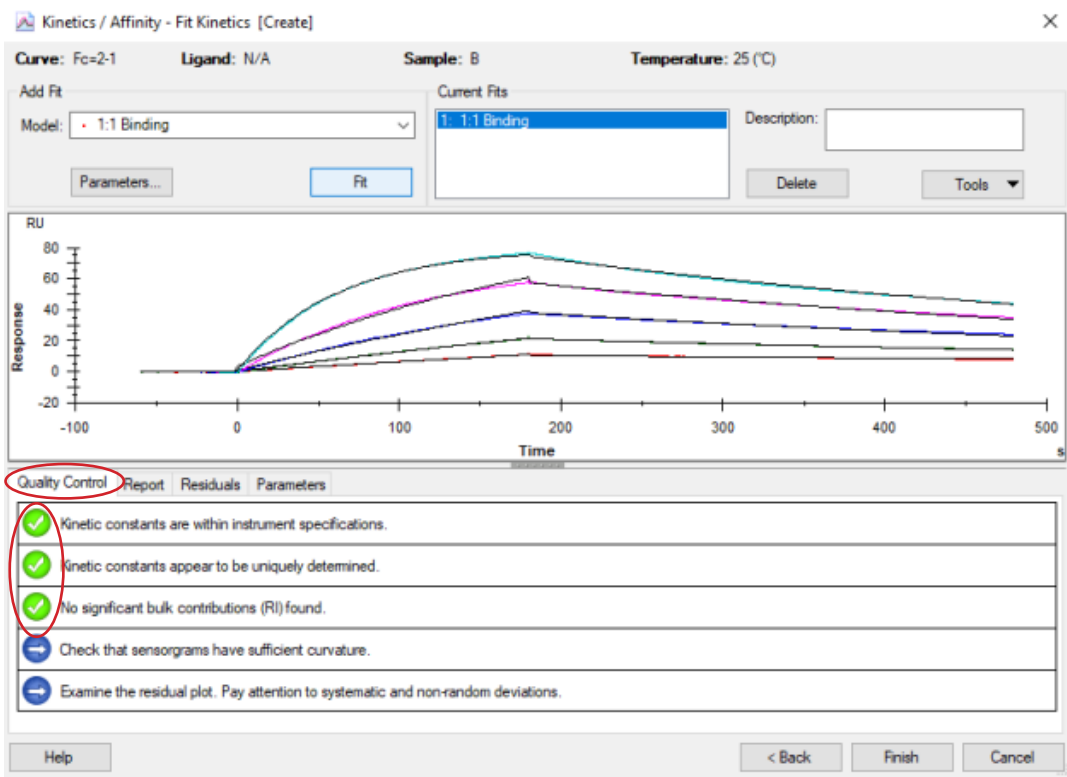 Kinetics / Affinity - Fit Kinetics [Create]
Curve: Fc=2-1 Ligand: N/A Sample: B Temperature: 25 (°C)
Add Fit
Model: 1:1 Binding
Parameters... Fit
Current Fits
1: 1:1 Binding
Description:
Delete Tools
RU
80
60
40
20
0
-20
Response
-100 0 100 200 300 400 500
Time s
Quality Control Report Residuals Parameters
Kinetic constants are within instrument specifications.
Kinetic constants appear to be uniquely determined.
No significant bulk contributions (RI) found.
Check that sensorgrams have sufficient curvature.
Examine the residual plot. Pay attention to systematic and non-random deviations.
Help < Back Finish Cancel